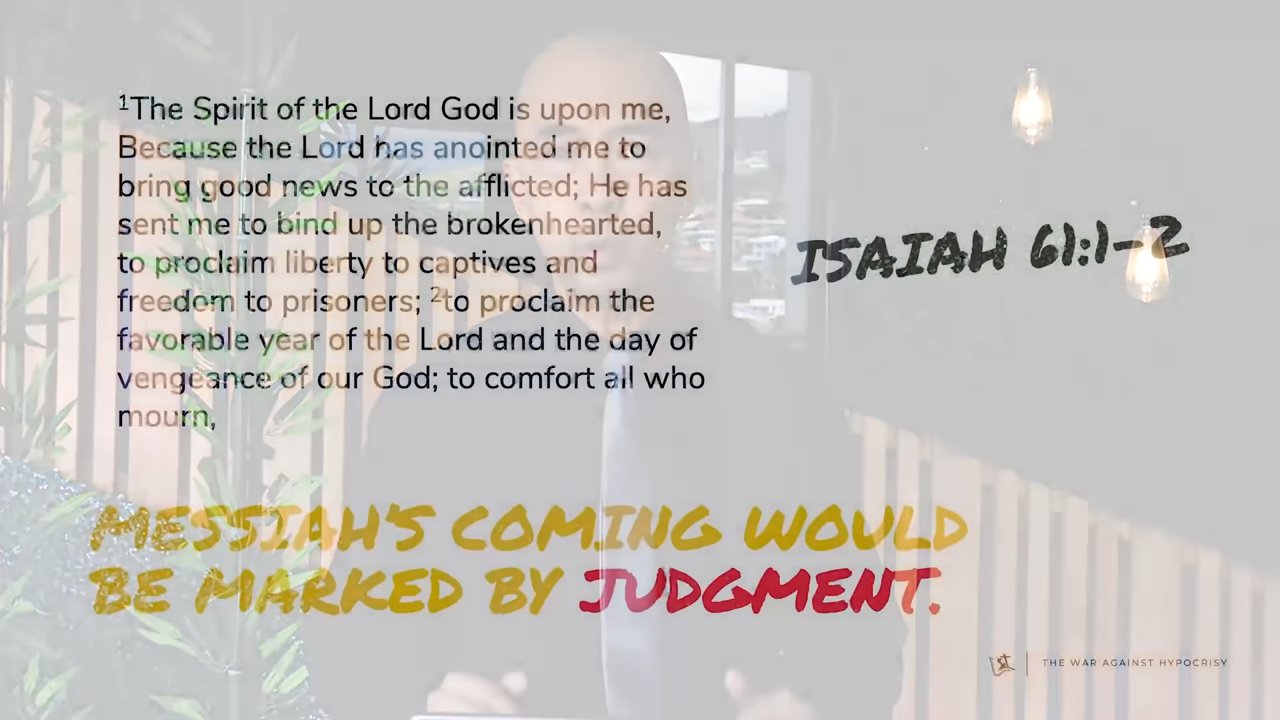 ¹The Spirit of the Lord God is upon me,
Because the Lord has anointed me to
bring good news to the afflicted; He has
sent me to bind up the brokenhearted,
to proclaim liberty to captives and
freedom to prisoners; ²to proclaim the
favorable year of the Lord and the day of
vengeance of our God; to comfort all who
mourn,
ISAIAH 61:1-2
MESSIAH'S COMING WOULD
BE MARKED BY JUDGMENT.
THE WAR AGAINST HYPOCRISY